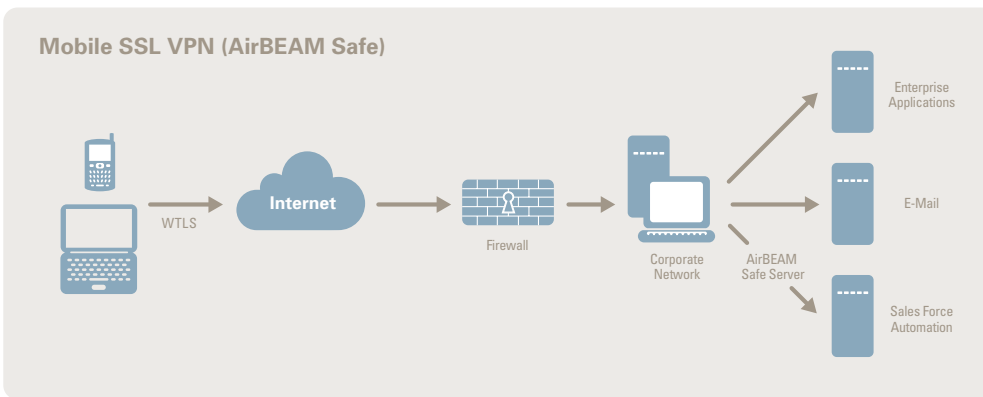 Mobile SSL VPN (AirBEAM Safe)
WTLS
Internet
Firewall
Corporate
Network
AirBEAM
Safe Server
Enterprise
Applications
E-Mail
Sales Force
Automation